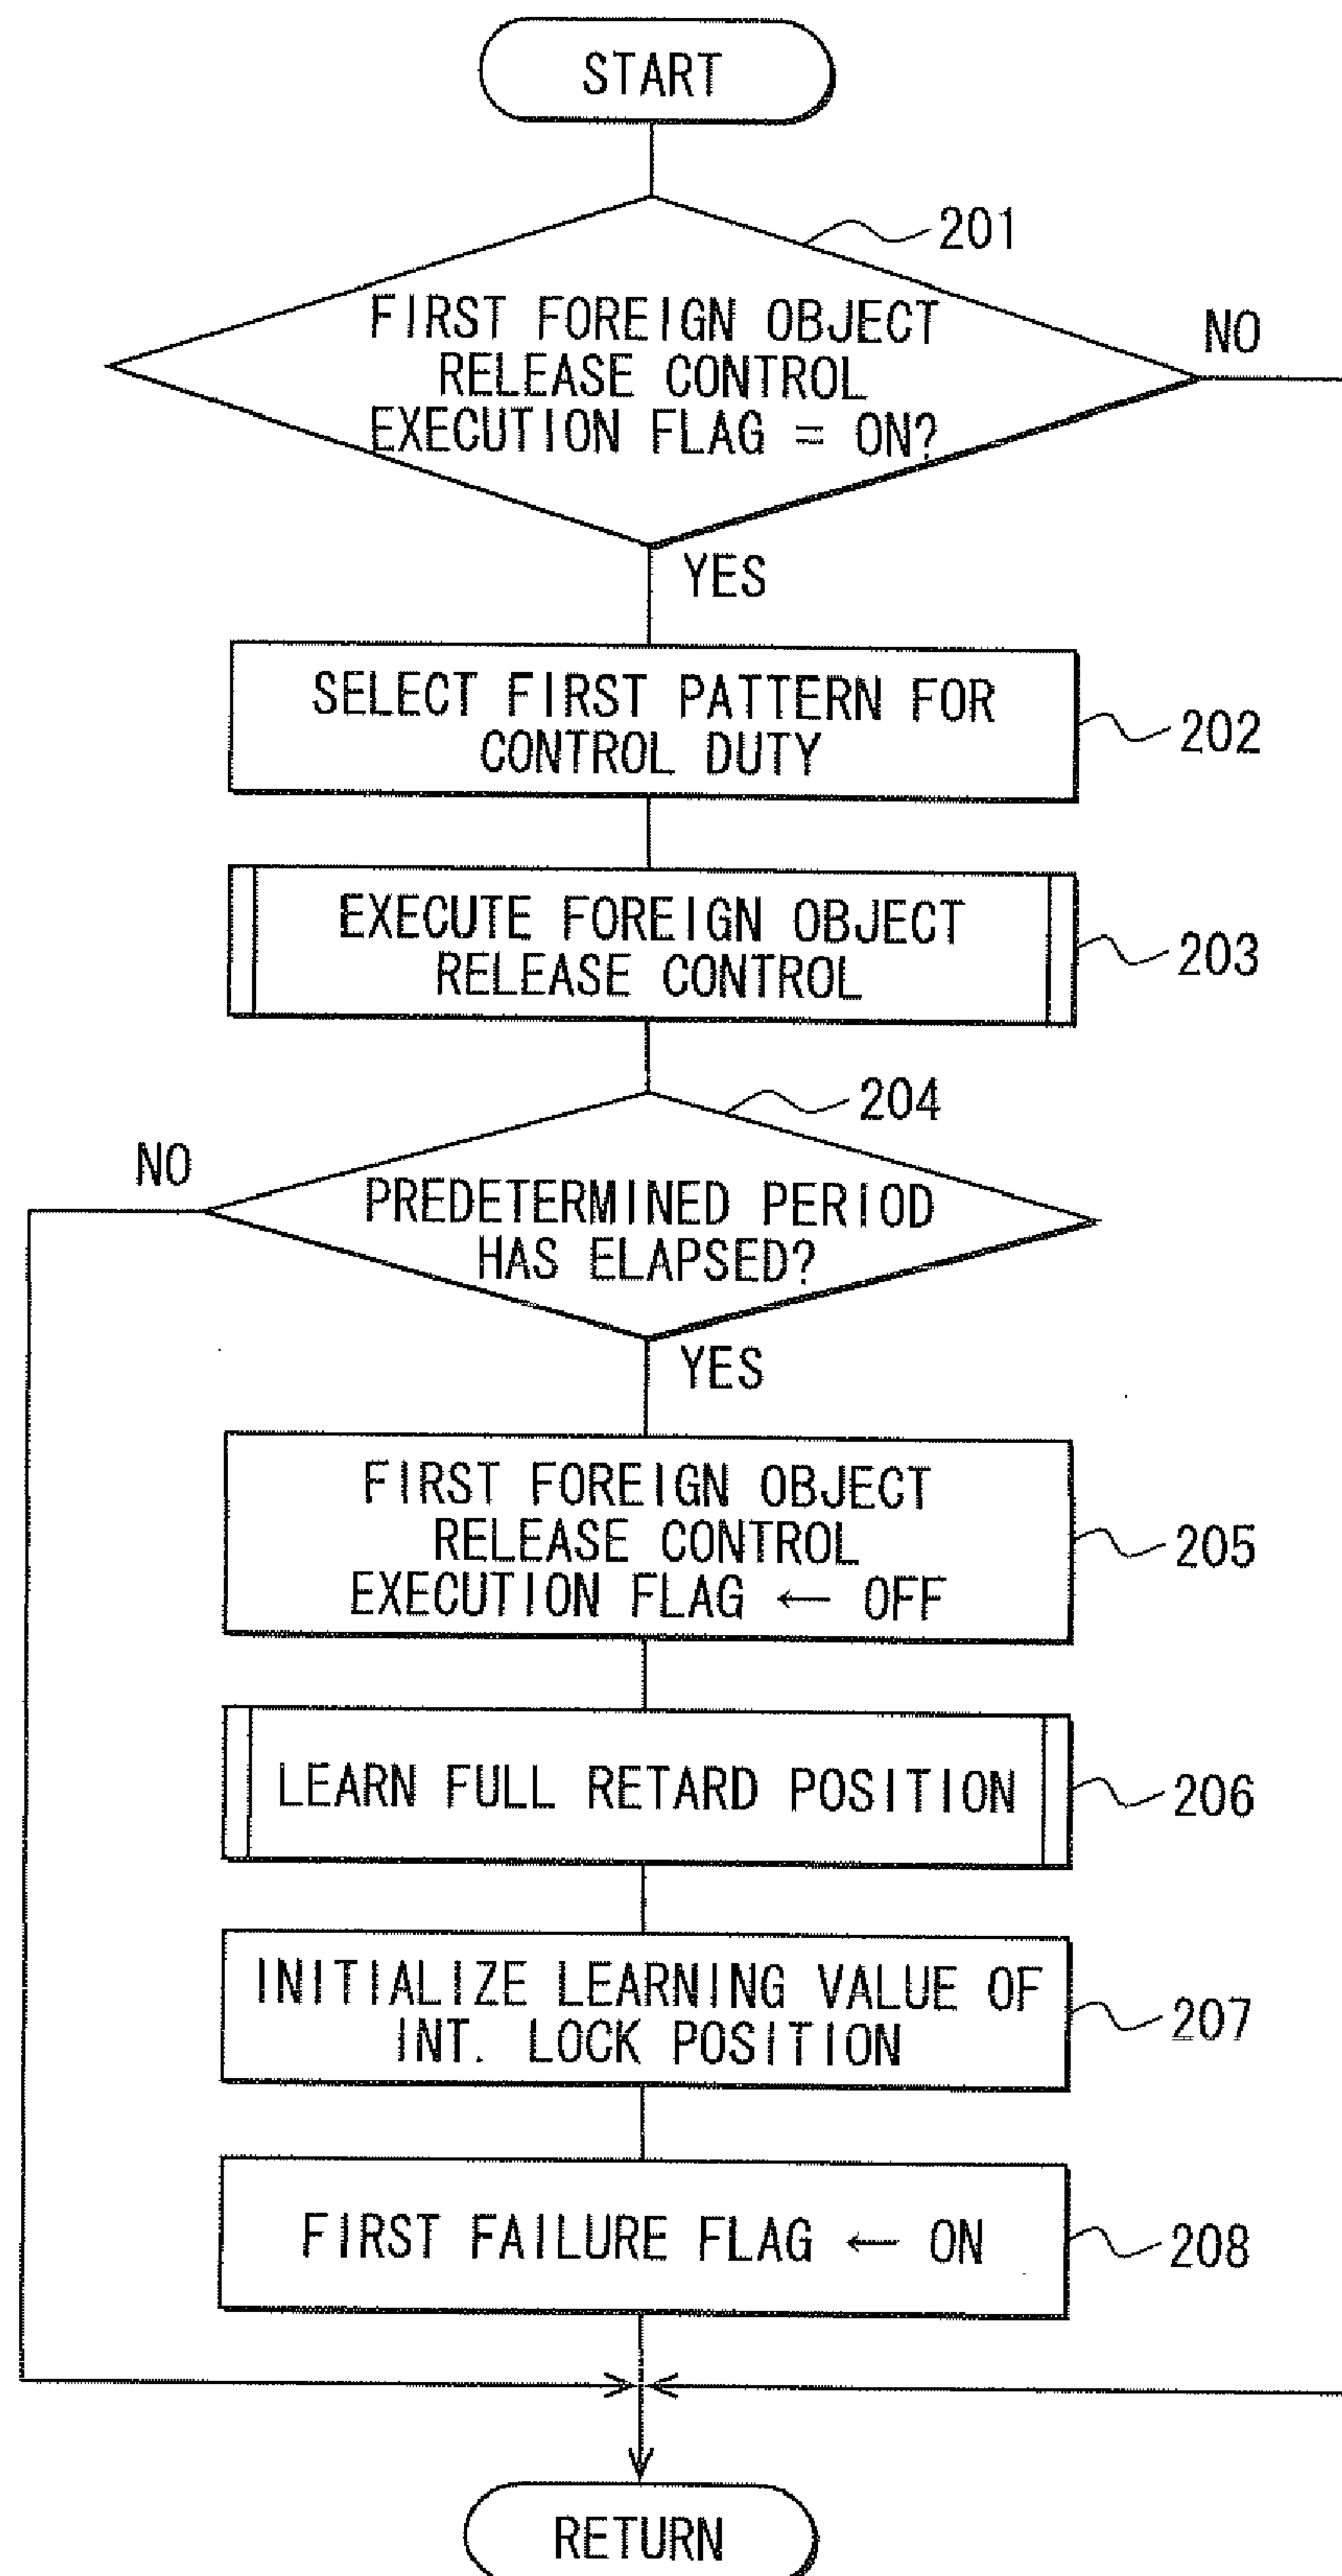 START
201
FIRST FOREIGN OBJECT
RELEASE CONTROL
EXECUTION FLAG = ON?
NO
YES
SELECT FIRST PATTERN FOR
CONTROL DUTY
202
EXECUTE FOREIGN OBJECT
RELEASE CONTROL
203
204
NO
PREDETERMINED PERIOD
HAS ELAPSED?
YES
FIRST FOREIGN OBJECT
RELEASE CONTROL
EXECUTION FLAG ← OFF
205
LEARN FULL RETARD POSITION
206
INITIALIZE LEARNING VALUE OF
INT. LOCK POSITION
207
FIRST FAILURE FLAG ← ON
208
RETURN